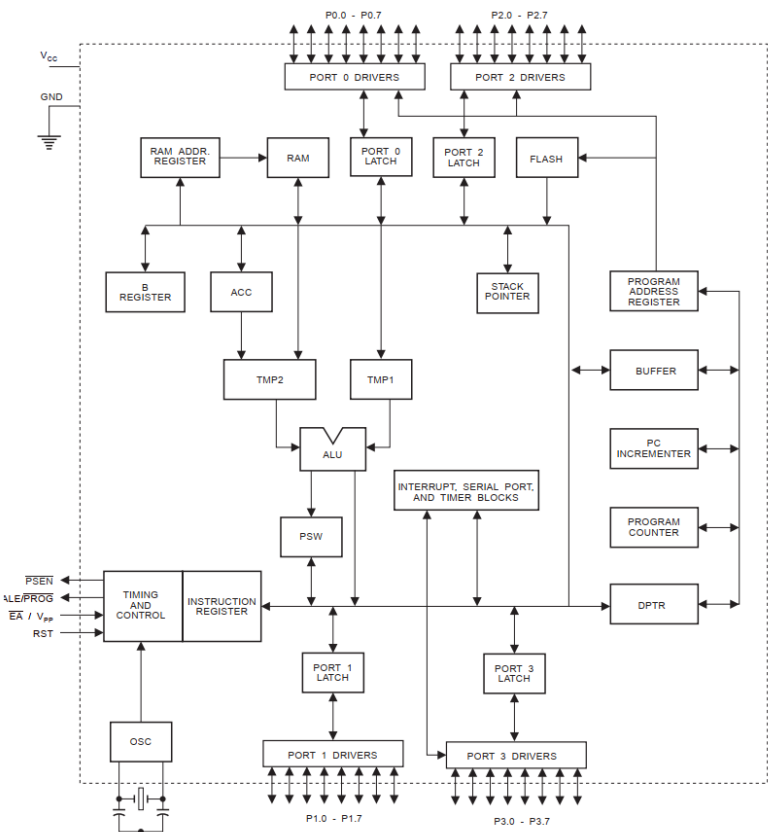 P0.0 - P0.7
P2.0 - P2.7
V_CC
PORT 0 DRIVERS
PORT 2 DRIVERS
GND
RAM ADDR.
REGISTER
RAM
PORT 0
LATCH
PORT 2
LATCH
FLASH
B
REGISTER
ACC
STACK
POINTER
PROGRAM
ADDRESS
REGISTER
TMP2
TMP1
BUFFER
ALU
PC
INCREMENTER
INTERRUPT, SERIAL PORT,
AND TIMER BLOCKS
PSW
PROGRAM
COUNTER
PSEN
ALE/PROG
EA / V_PP
RST
TIMING
AND
CONTROL
INSTRUCTION
REGISTER
DPTR
PORT 1
LATCH
PORT 3
LATCH
OSC
PORT 1 DRIVERS
PORT 3 DRIVERS
P1.0 - P1.7
P3.0 - P3.7